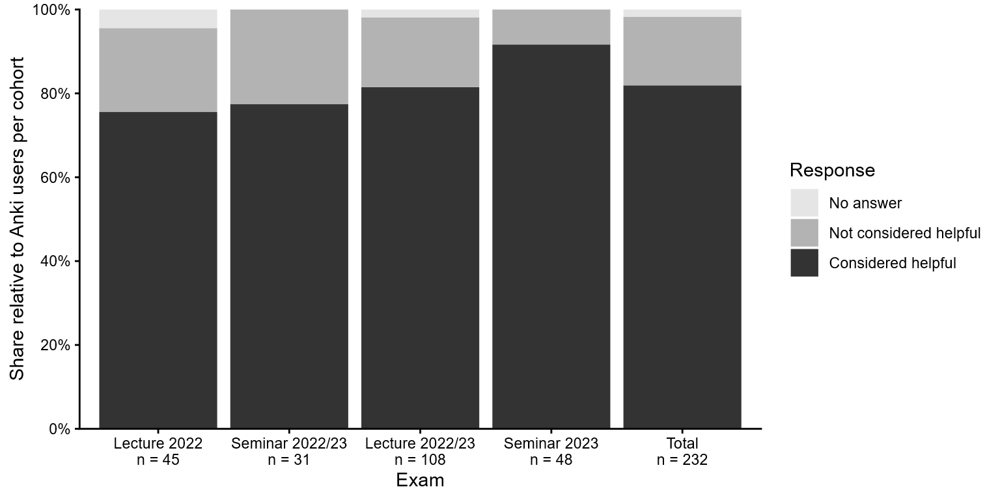 Share relative to Anki users per cohort
100%
80%
60%
40%
20%
0%
Lecture 2022
n = 45
Seminar 2022/23
n = 31
Lecture 2022/23
n = 108
Seminar 2023
n = 48
Total
n = 232
Exam
Response
No answer
Not considered helpful
Considered helpful